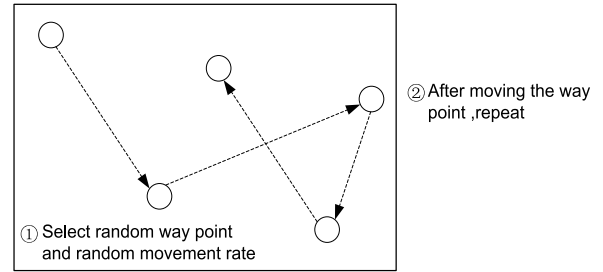 ② After moving the way
point ,repeat
① Select random way point
and random movement rate